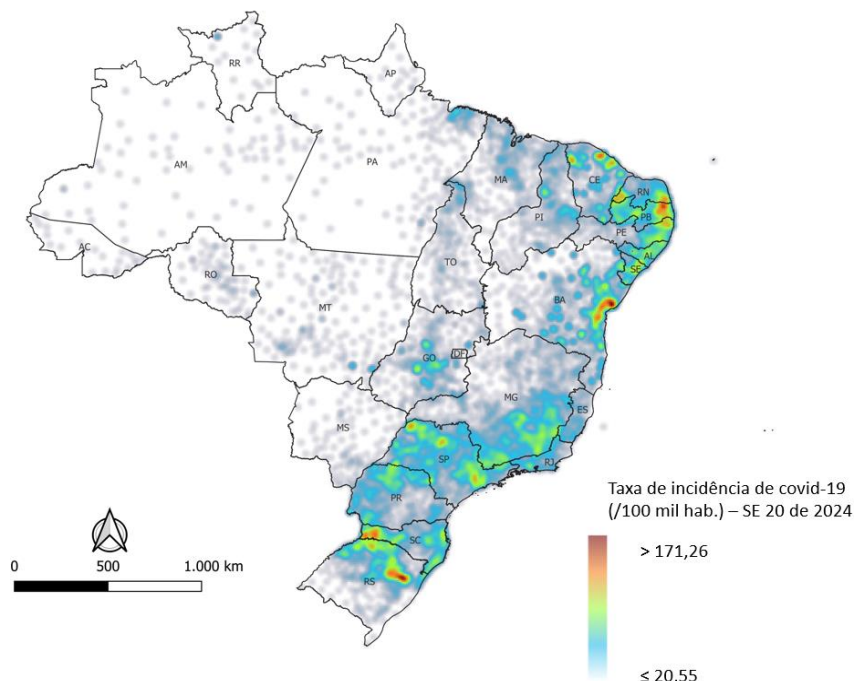 RR
AP
AM
PA
MA
CE
RN
PB
PI
PE
AC
AL
SE
TO
RO
BA
MT
GO
DF
MG
ES
MS
SP
RJ
PR
SC
RS
Taxa de incidência de covid-19
(/100 mil hab.) – SE 20 de 2024
> 171,26
≤ 20,55
0 500 1.000 km